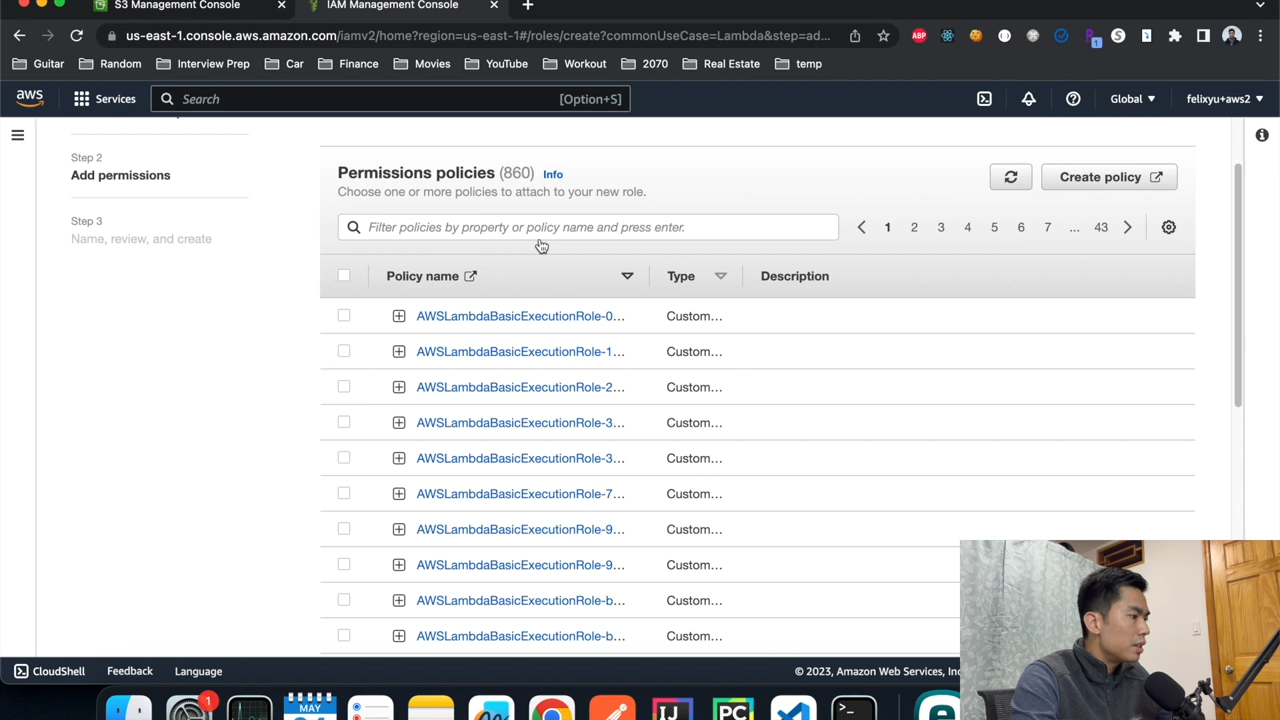 S3 Management Console
IAM Management Console
us-east-1.console.aws.amazon.com/iamv2/home?region=us-east-1#/roles/create?commonUseCase=Lambda&step=ad...
Guitar Random Interview Prep Car Finance Movies YouTube Workout 2070 Real Estate temp
aws Services Search [Option+S] Global felixyu+aws2
Step 2
Add permissions
Step 3
Name, review, and create
Permissions policies (860) Info
Choose one or more policies to attach to your new role.
Create policy
Filter policies by property or policy name and press enter.
1 2 3 4 5 6 7 ... 43
Policy name Type Description
AWSLambdaBasicExecutionRole-0... Custom...
AWSLambdaBasicExecutionRole-1... Custom...
AWSLambdaBasicExecutionRole-2... Custom...
AWSLambdaBasicExecutionRole-3... Custom...
AWSLambdaBasicExecutionRole-3... Custom...
AWSLambdaBasicExecutionRole-7... Custom...
AWSLambdaBasicExecutionRole-9... Custom...
AWSLambdaBasicExecutionRole-9... Custom...
AWSLambdaBasicExecutionRole-b... Custom...
AWSLambdaBasicExecutionRole-b... Custom...
CloudShell Feedback Language © 2023, Amazon Web Services, Inc
ABP
1
1
MAY
IJ
PC